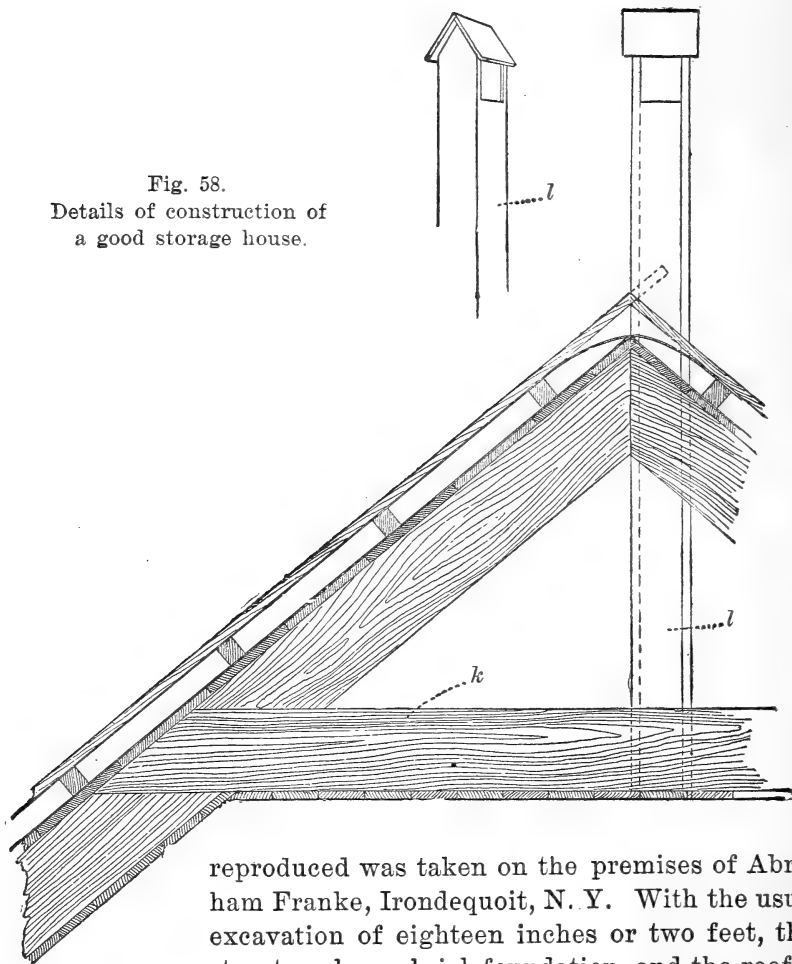 Fig. 58.
Details of construction of
a good storage house.
l
l
k
reproduced was taken on the premises of Abr
ham Franke, Irondequoit, N. Y. With the usu
excavation of eighteen inches or two feet, th